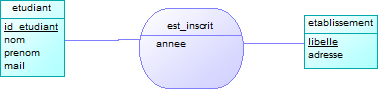 etudiant
id_etudiant
nom
prenom
mail
est_inscrit
annee
etablissement
libelle
adresse